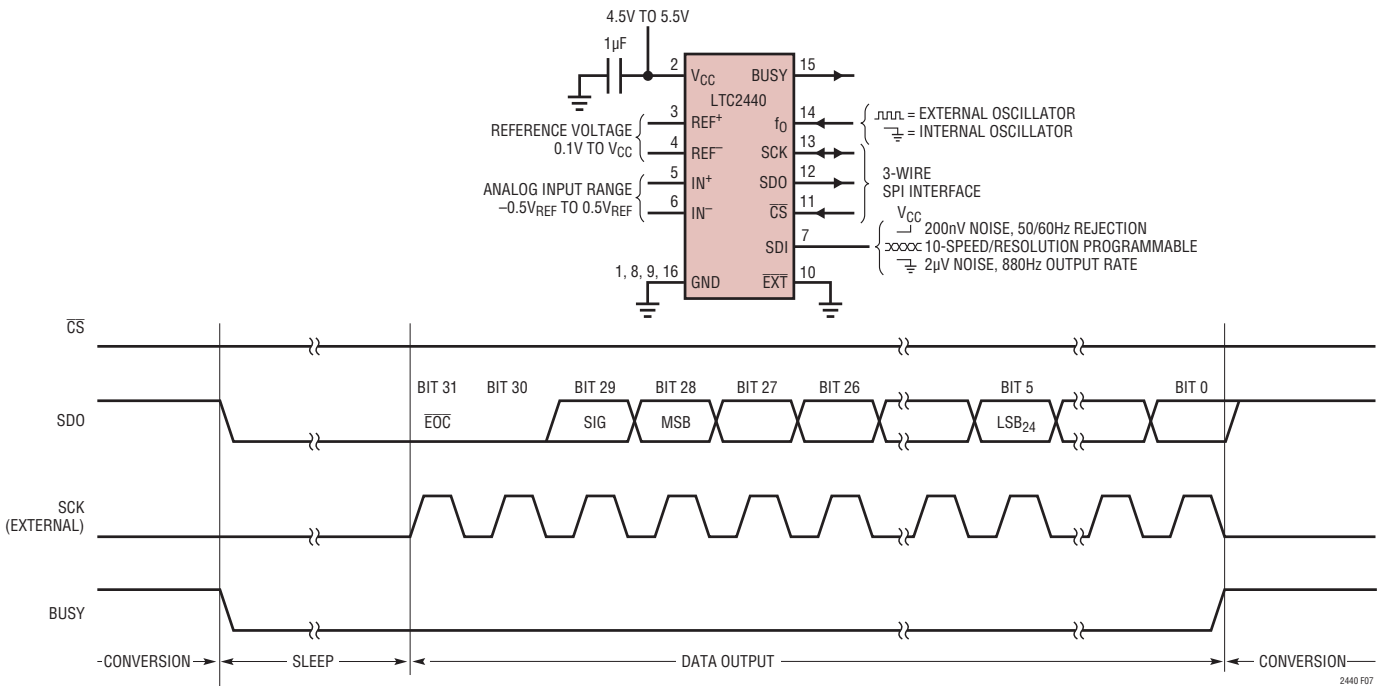 4.5V TO 5.5V
1µF
2 VCC BUSY 15
LTC2440
3 REF+ fO 14
REFERENCE VOLTAGE
0.1V TO VCC
4 REF– SCK 13
= EXTERNAL OSCILLATOR
= INTERNAL OSCILLATOR
5 IN+ SDO 12
ANALOG INPUT RANGE
–0.5VREF TO 0.5VREF
6 IN– CS 11
3-WIRE
SPI INTERFACE
SDI 7
VCC
200nV NOISE, 50/60Hz REJECTION
10-SPEED/RESOLUTION PROGRAMMABLE
2µV NOISE, 880Hz OUTPUT RATE
1, 8, 9, 16 GND EXT 10
CS
BIT 31 BIT 30 BIT 29 BIT 28 BIT 27 BIT 26 BIT 5 BIT 0
SDO EOC SIG MSB LSB24
SCK
(EXTERNAL)
BUSY
CONVERSION SLEEP DATA OUTPUT CONVERSION
2440 F07